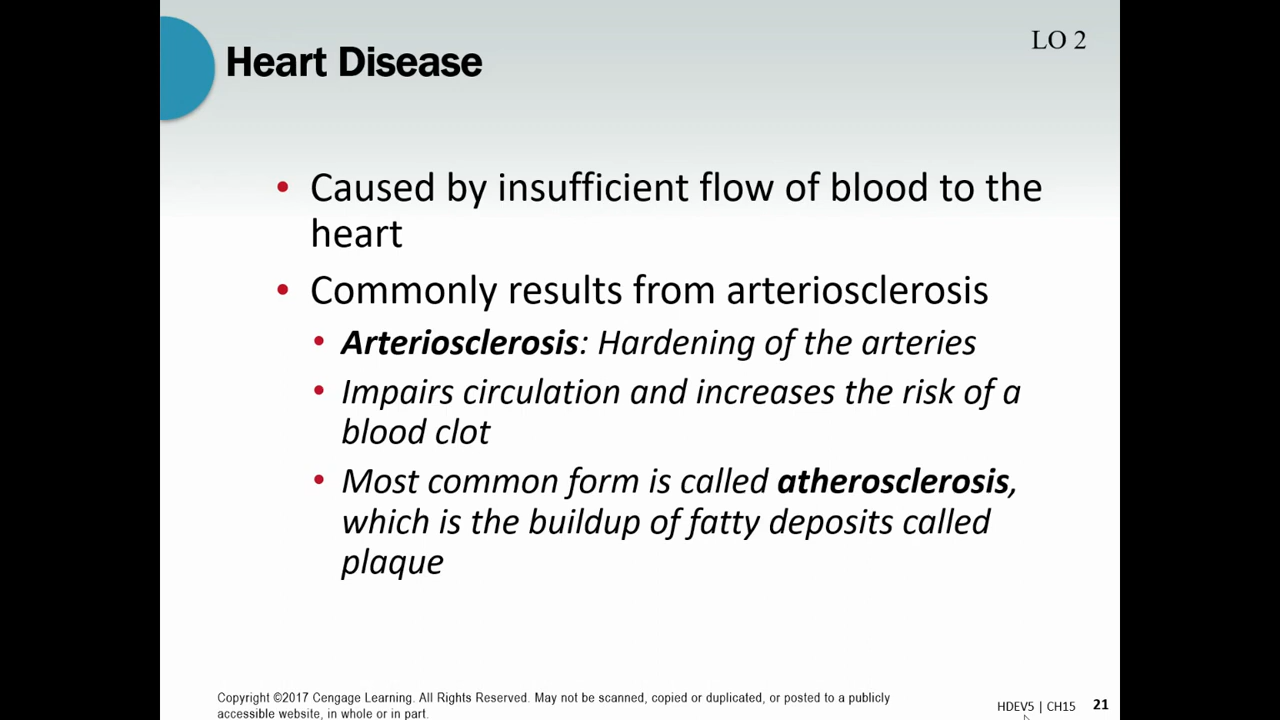 LO 2
Heart Disease
• Caused by insufficient flow of blood to the
heart
• Commonly results from arteriosclerosis
• Arteriosclerosis: Hardening of the arteries
• Impairs circulation and increases the risk of a
blood clot
• Most common form is called atherosclerosis,
which is the buildup of fatty deposits called
plaque
Copyright ©2017 Cengage Learning. All Rights Reserved. May not be scanned, copied or duplicated, or posted to a publicly
accessible website, in whole or in part.
HDEV5 | CH15 21